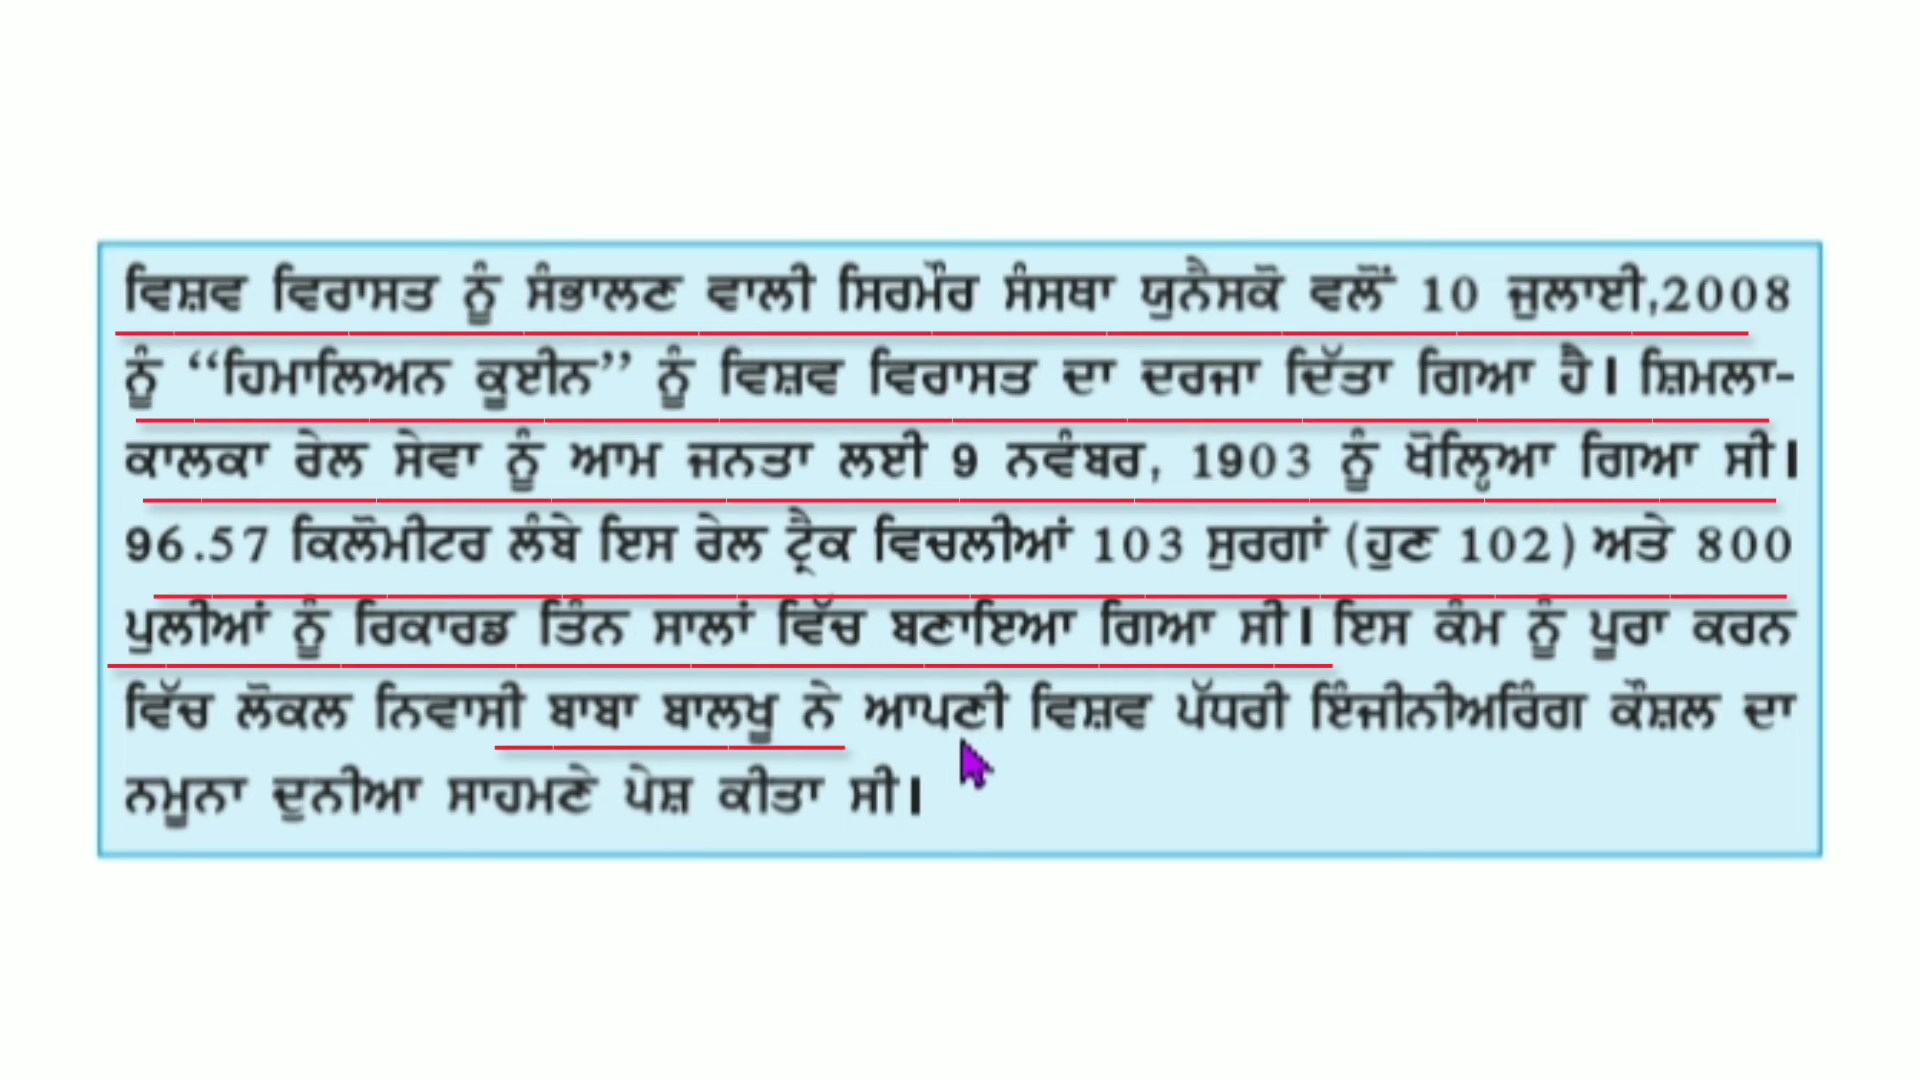 ਵਿਸ਼ਵ ਵਿਰਾਸਤ ਨੂੰ ਸੰਭਾਲਣ ਵਾਲੀ ਸਿਰਮੌਰ ਸੰਸਥਾ ਯੁਨੈਸਕੋ ਵਲੋਂ 10 ਜੁਲਾਈ,2008
ਨੂੰ ‘‘ਹਿਮਾਲਿਅਨ ਕੂਈਨ’’ ਨੂੰ ਵਿਸ਼ਵ ਵਿਰਾਸਤ ਦਾ ਦਰਜਾ ਦਿੱਤਾ ਗਿਆ ਹੈ। ਸ਼ਿਮਲਾ-
ਕਾਲਕਾ ਰੇਲ ਸੇਵਾ ਨੂੰ ਆਮ ਜਨਤਾ ਲਈ 9 ਨਵੰਬਰ, 1903 ਨੂੰ ਖੋਲ੍ਹਿਆ ਗਿਆ ਸੀ।
96.57 ਕਿਲੋਮੀਟਰ ਲੰਬੇ ਇਸ ਰੇਲ ਟ੍ਰੈਕ ਵਿਚਲੀਆਂ 103 ਸੁਰਗਾਂ (ਹੁਣ 102) ਅਤੇ 800
ਪੁਲੀਆਂ ਨੂੰ ਰਿਕਾਰਡ ਤਿੰਨ ਸਾਲਾਂ ਵਿੱਚ ਬਣਾਇਆ ਗਿਆ ਸੀ। ਇਸ ਕੰਮ ਨੂੰ ਪੂਰਾ ਕਰਨ
ਵਿੱਚ ਲੋਕਲ ਨਿਵਾਸੀ ਬਾਬਾ ਬਾਲਖੂ ਨੇ ਆਪਣੀ ਵਿਸ਼ਵ ਪੱਧਰੀ ਇੰਜੀਨੀਅਰਿੰਗ ਕੌਸ਼ਲ ਦਾ
ਨਮੂਨਾ ਦੁਨੀਆ ਸਾਹਮਣੇ ਪੇਸ਼ ਕੀਤਾ ਸੀ।